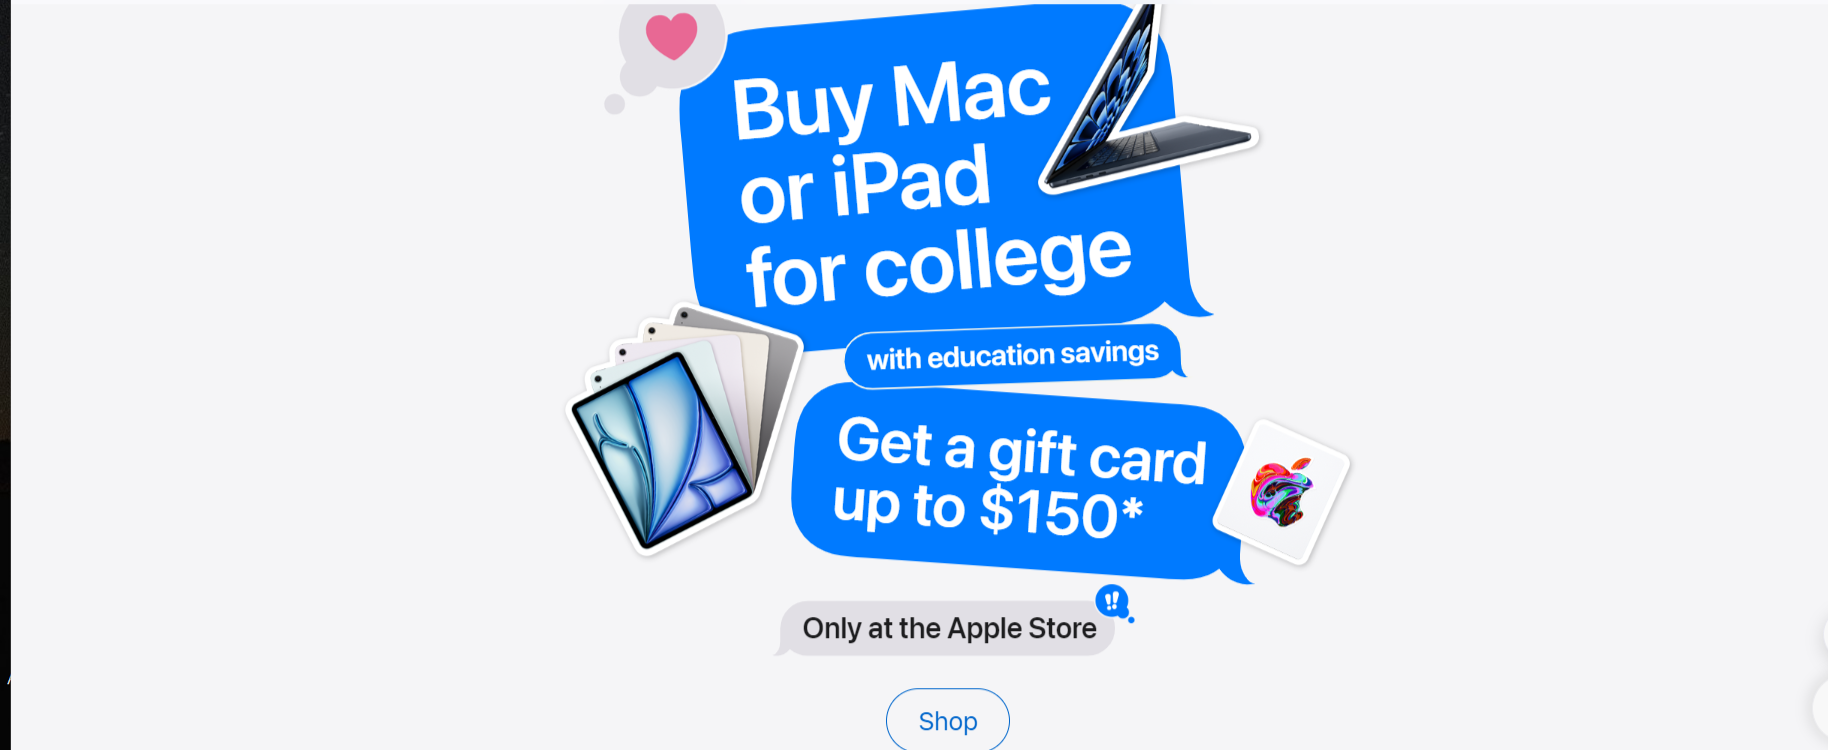 Buy Mac
or iPad
for college
with education savings
Get a gift card
up to $150*
!!
Only at the Apple Store
Shop